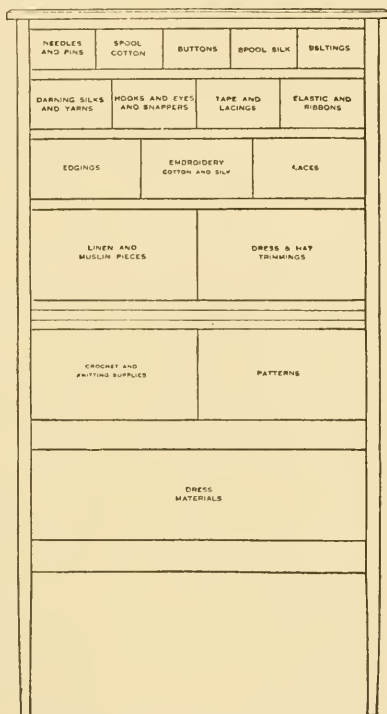 NEEDLES
AND PINS
SPOOL
COTTON
BUTTONS
SPOOL SILK
BELTINGS
DARNING SILKS
AND YARNS
HOOKS AND EYES
AND SNAPPERS
TAPE AND
LACINGS
ELASTIC AND
RIBBONS
EDGINGS
EMBROIDERY
COTTON AND SILK
LACES
LINEN AND
MUSLIN PIECES
DRESS & HAT
TRIMMINGS
CROCHET AND
KNITTING SUPPLIES
PATTERNS
DRESS
MATERIALS